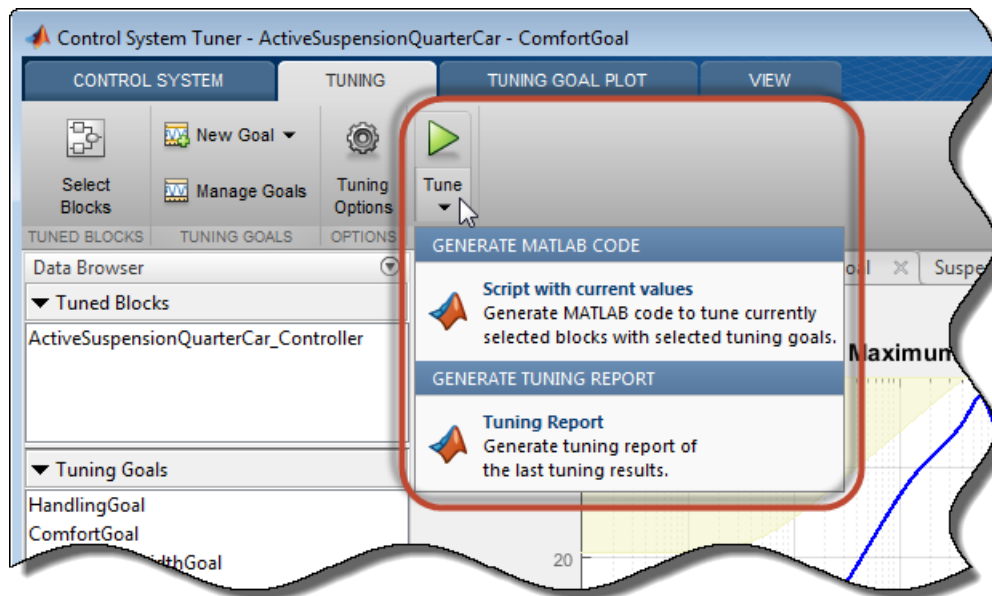 Control System Tuner - ActiveSuspensionQuarterCar - ComfortGoal
CONTROL SYSTEM
TUNING
TUNING GOAL PLOT
VIEW
Select
Blocks
New Goal
Manage Goals
Tuning
Options
Tune
TUNED BLOCKS
TUNING GOALS
OPTIONS
GENERATE MATLAB CODE
Script with current values
Generate MATLAB code to tune currently
selected blocks with selected tuning goals.
GENERATE TUNING REPORT
Tuning Report
Generate tuning report of
the last tuning results.
Data Browser
Tuned Blocks
ActiveSuspensionQuarterCar_Controller
Tuning Goals
HandlingGoal
ComfortGoal
20